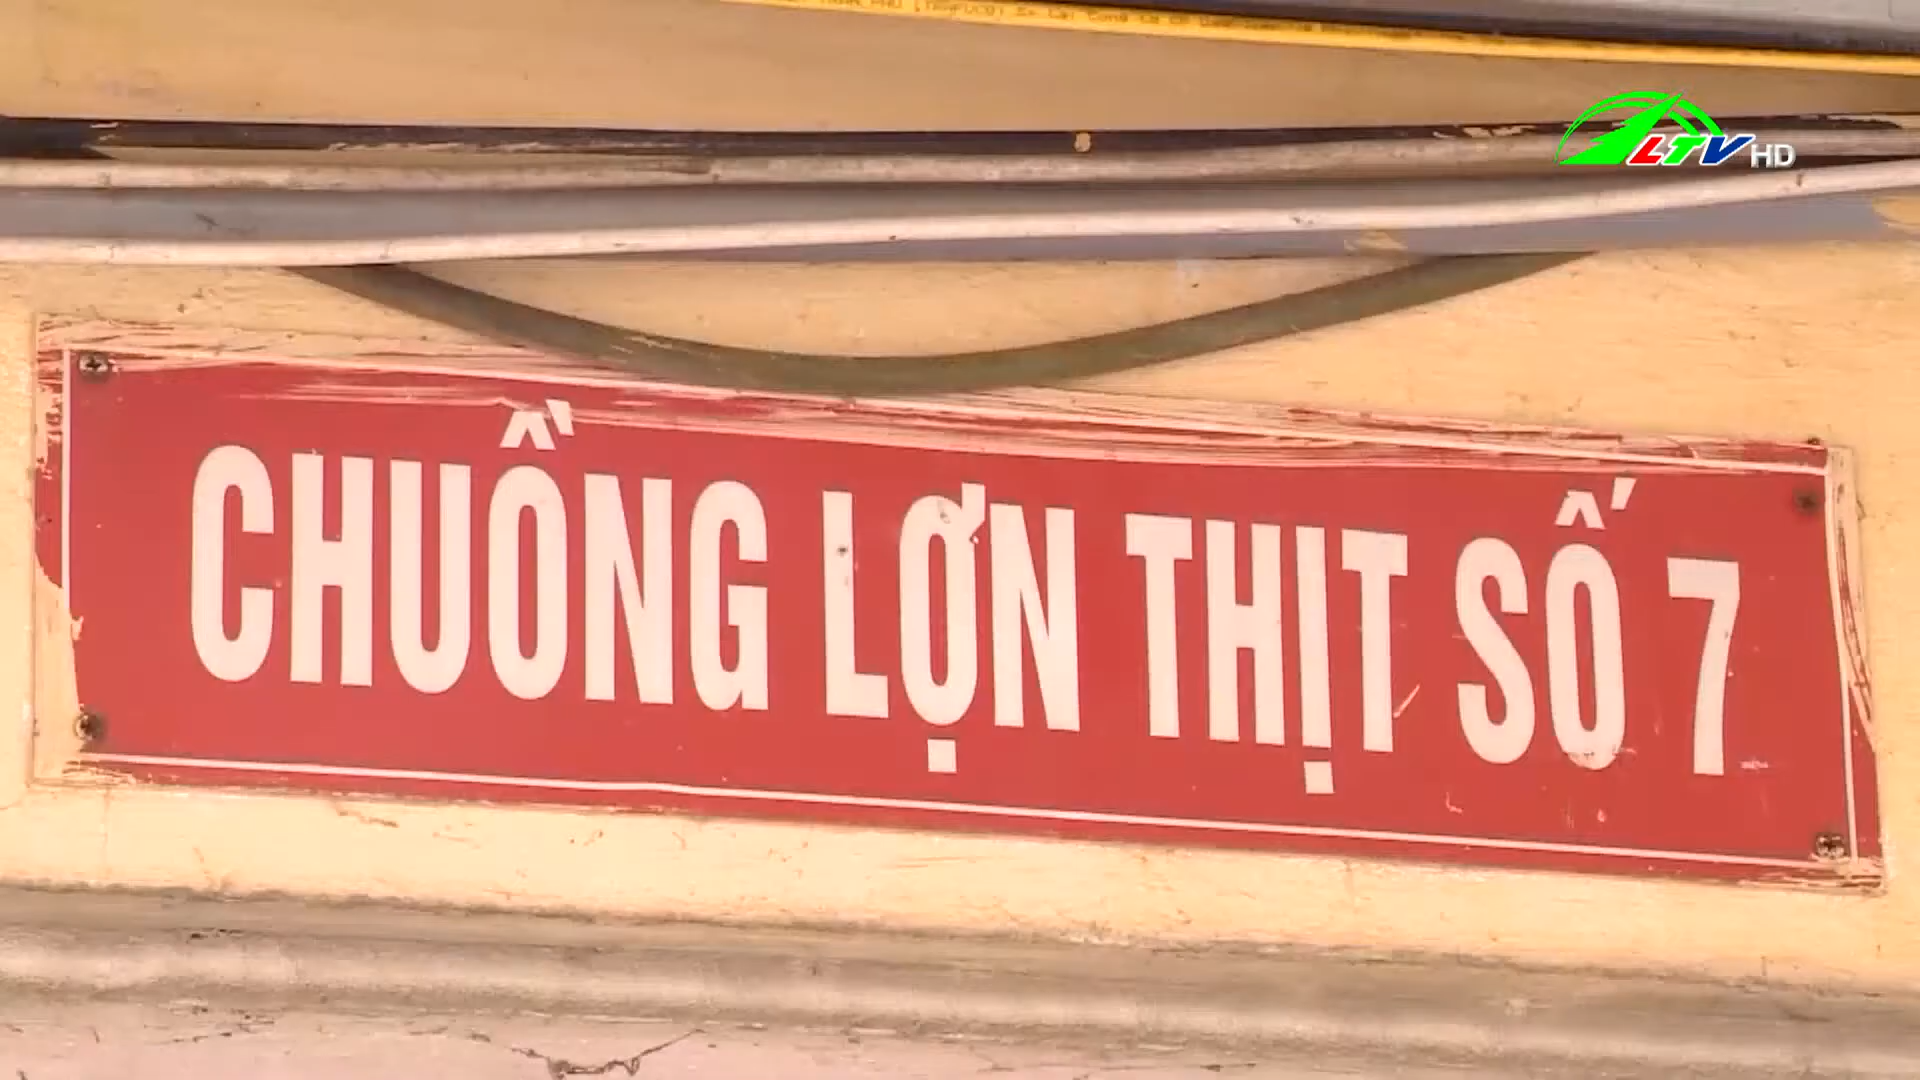 LTV HD
CHUỒNG LỢN THỊT SỐ 7